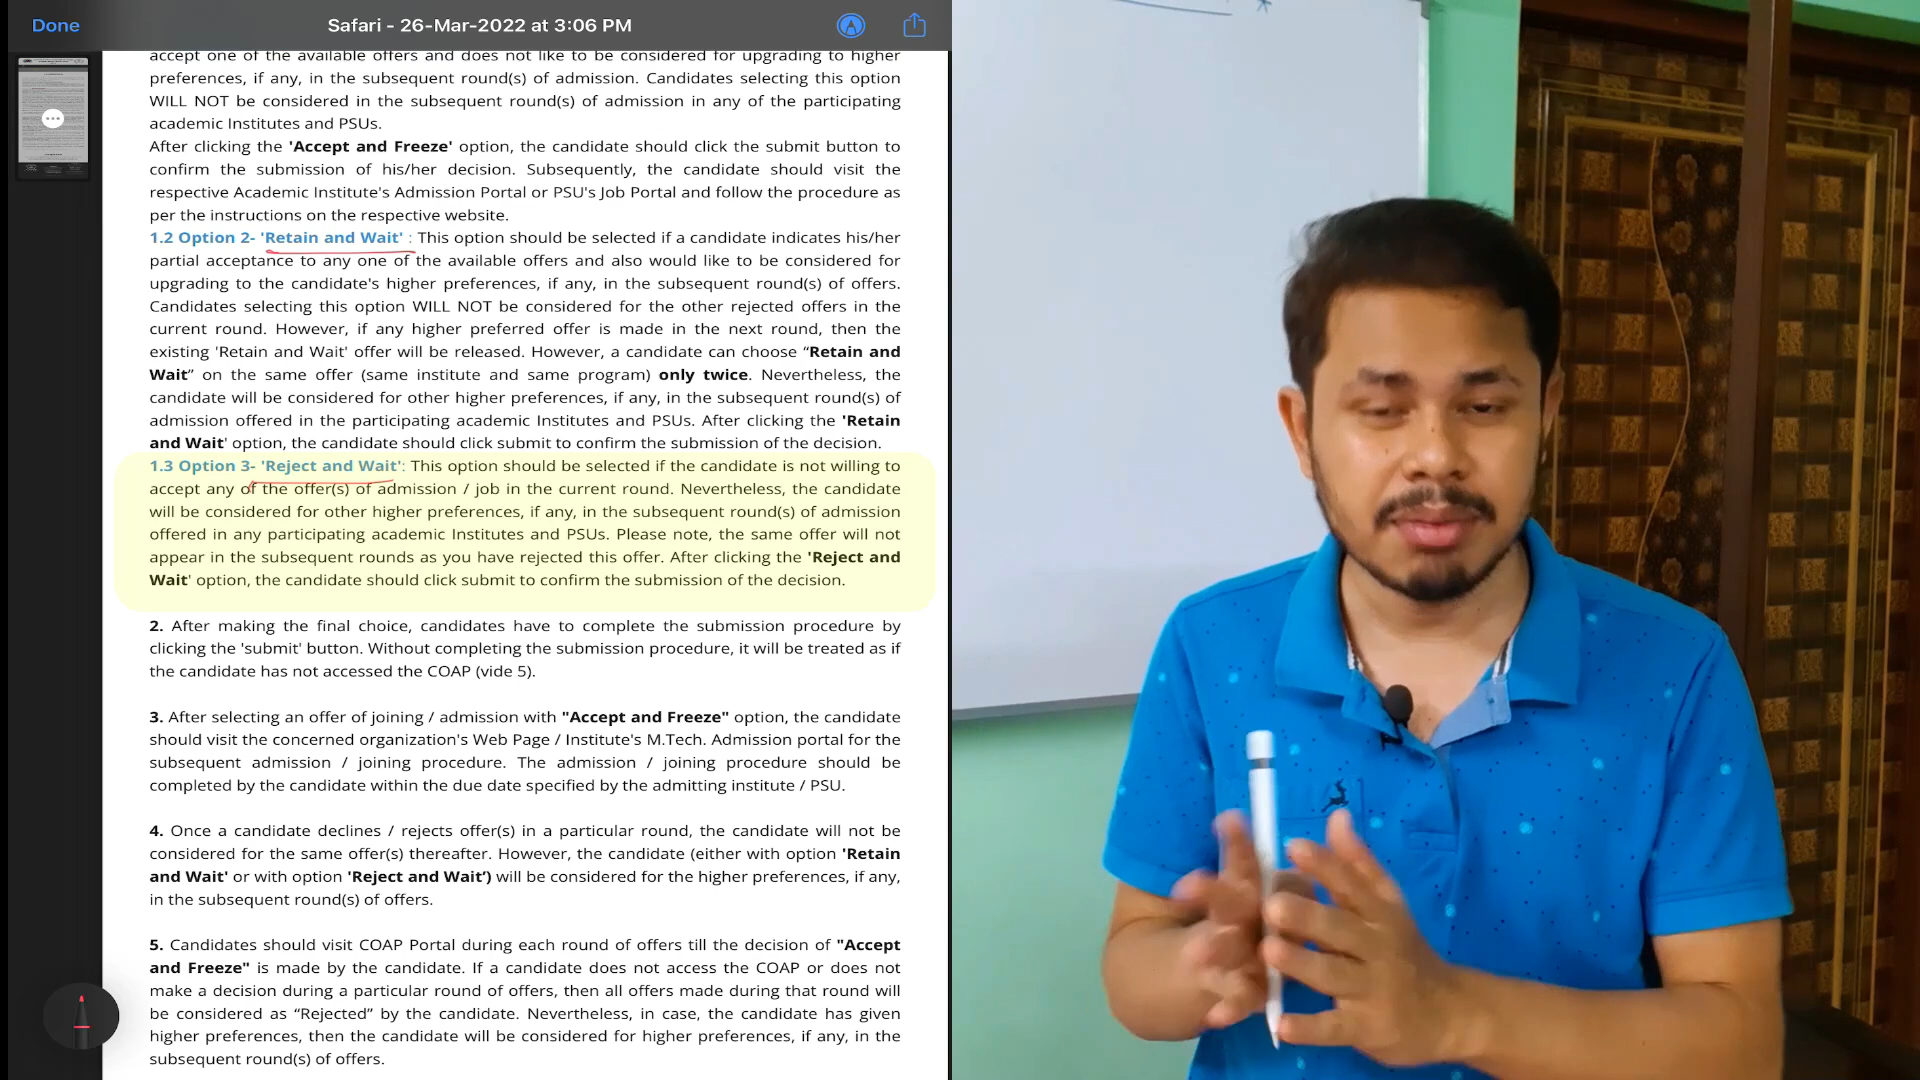 Done
Safari - 26-Mar-2022 at 3:06 PM
accept one of the available offers and does not like to be considered for upgrading to higher
preferences, if any, in the subsequent round(s) of admission. Candidates selecting this option
WILL NOT be considered in the subsequent round(s) of admission in any of the participating
academic Institutes and PSUs.
After clicking the 'Accept and Freeze' option, the candidate should click the submit button to
confirm the submission of his/her decision. Subsequently, the candidate should visit the
respective Academic Institute's Admission Portal or PSU's Job Portal and follow the procedure as
per the instructions on the respective website.
1.2 Option 2- 'Retain and Wait' : This option should be selected if a candidate indicates his/her
partial acceptance to any one of the available offers and also would like to be considered for
upgrading to the candidate's higher preferences, if any, in the subsequent round(s) of offers.
Candidates selecting this option WILL NOT be considered for the other rejected offers in the
current round. However, if any higher preferred offer is made in the next round, then the
existing 'Retain and Wait' offer will be released. However, a candidate can choose “Retain and
Wait” on the same offer (same institute and same program) only twice. Nevertheless, the
candidate will be considered for other higher preferences, if any, in the subsequent round(s) of
admission offered in the participating academic Institutes and PSUs. After clicking the 'Retain
and Wait' option, the candidate should click submit to confirm the submission of the decision.
1.3 Option 3- 'Reject and Wait': This option should be selected if the candidate is not willing to
accept any of the offer(s) of admission / job in the current round. Nevertheless, the candidate
will be considered for other higher preferences, if any, in the subsequent round(s) of admission
offered in any participating academic Institutes and PSUs. Please note, the same offer will not
appear in the subsequent rounds as you have rejected this offer. After clicking the 'Reject and
Wait' option, the candidate should click submit to confirm the submission of the decision.
2. After making the final choice, candidates have to complete the submission procedure by
clicking the 'submit' button. Without completing the submission procedure, it will be treated as if
the candidate has not accessed the COAP (vide 5).
3. After selecting an offer of joining / admission with "Accept and Freeze" option, the candidate
should visit the concerned organization's Web Page / Institute's M.Tech. Admission portal for the
subsequent admission / joining procedure. The admission / joining procedure should be
completed by the candidate within the due date specified by the admitting institute / PSU.
4. Once a candidate declines / rejects offer(s) in a particular round, the candidate will not be
considered for the same offer(s) thereafter. However, the candidate (either with option 'Retain
and Wait' or with option 'Reject and Wait’) will be considered for the higher preferences, if any,
in the subsequent round(s) of offers.
5. Candidates should visit COAP Portal during each round of offers till the decision of "Accept
and Freeze" is made by the candidate. If a candidate does not access the COAP or does not
make a decision during a particular round of offers, then all offers made during that round will
be considered as “Rejected” by the candidate. Nevertheless, in case, the candidate has given
higher preferences, then the candidate will be considered for higher preferences, if any, in the
subsequent round(s) of offers.